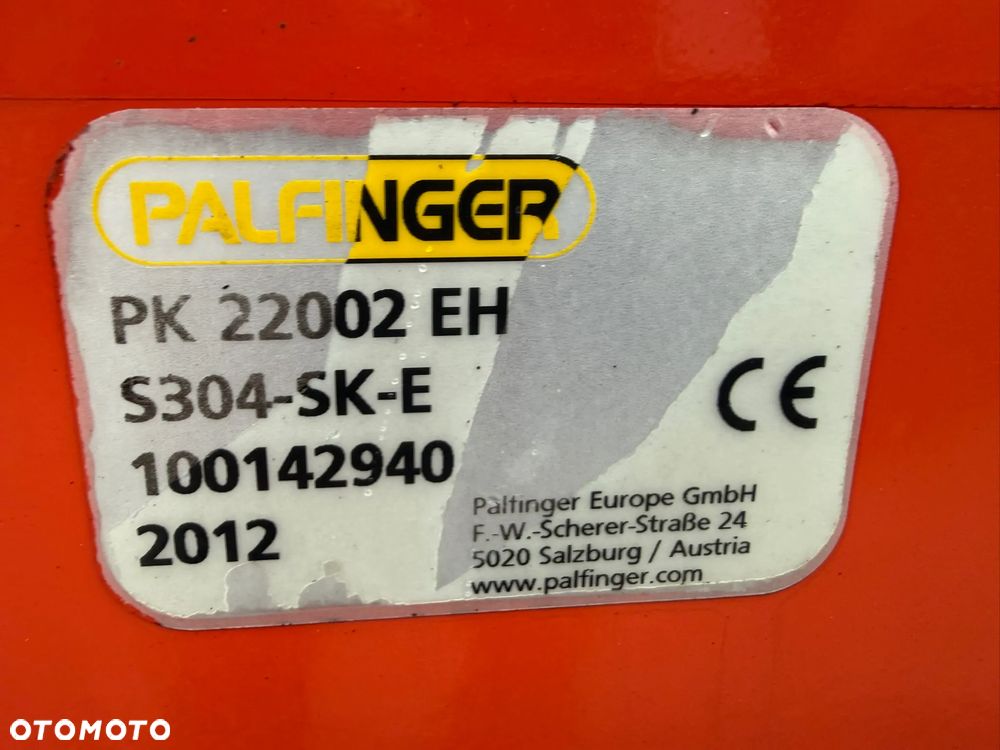 PALFINGER
PK 22002 EH
S304-SK-E
100142940
2012
CE
Palfinger Europe GmbH
F.-W.-Scherer-Straße 24
5020 Salzburg / Austria
www.palfinger.com
OTOMOTO